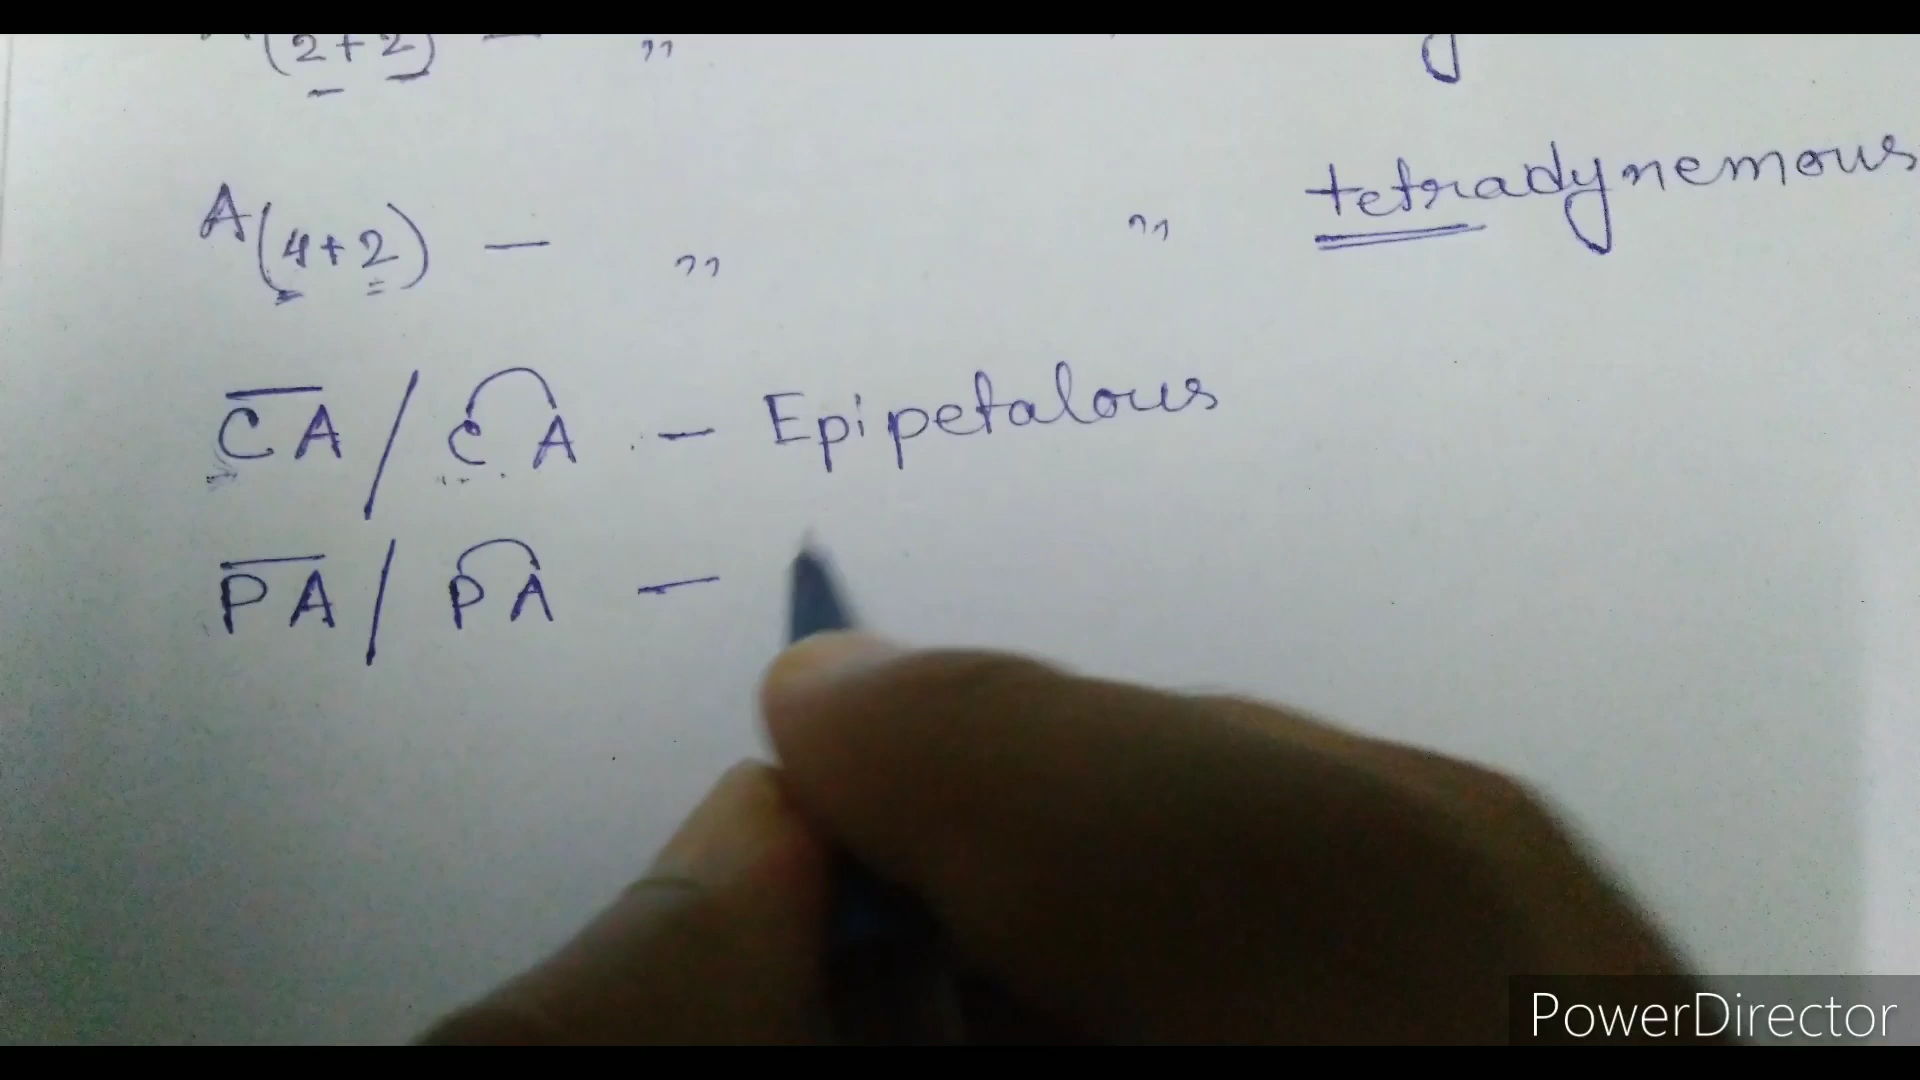 (2+2) — ,,
A(4+2) — ,, ,, tetradynemous
CA / CA - Epipetalous
PA / PA —
PowerDirector